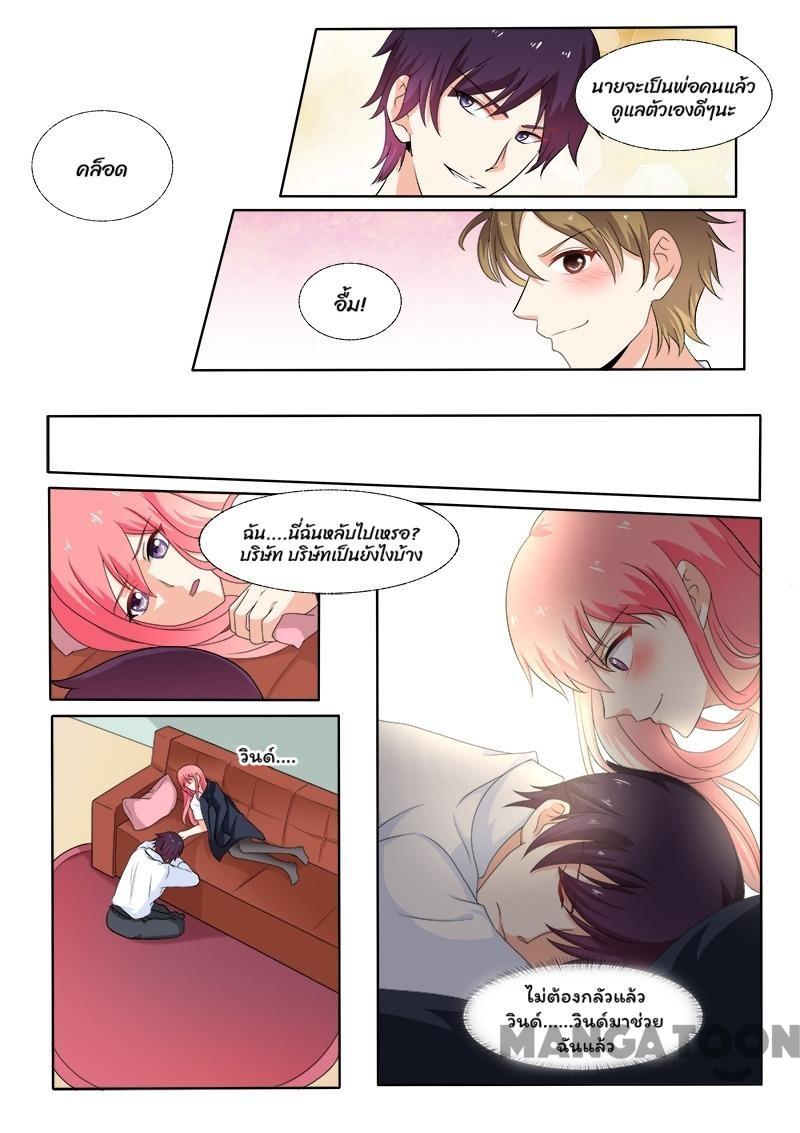 คล็อด
นายจะเป็นพ่อคนแล้ว
ดูแลตัวเองดีๆนะ
อื้ม!
ฉัน....นี่ฉันหลับไปเหรอ?
บริษัท บริษัทเป็นยังไงบ้าง
วินด์....
ไม่ต้องกลัวแล้ว
วินด์......วินด์มาช่วย
ฉันแล้ว
MANGATOON